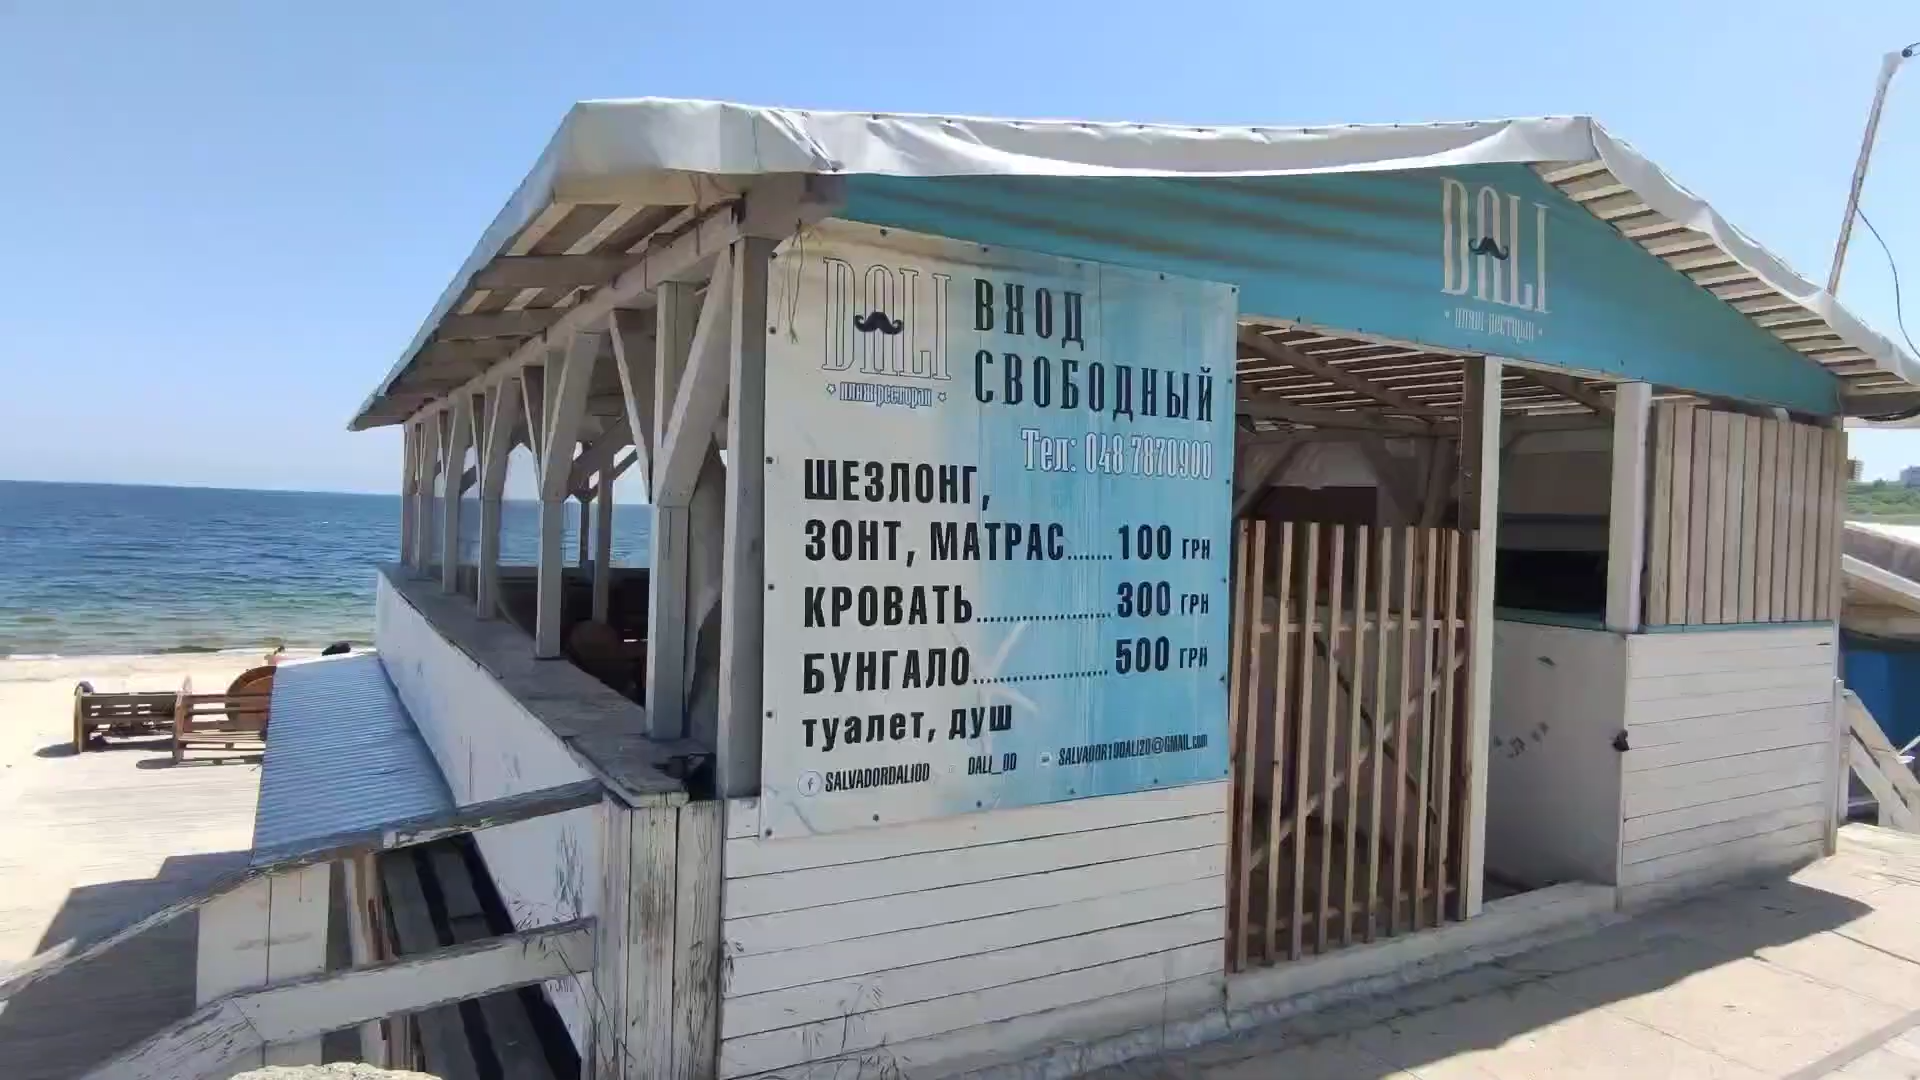 DALI
пляж ресторан
ВХОД
СВОБОДНЫЙ
Тел: 048 7870900
ШЕЗЛОНГ,
ЗОНТ, МАТРАС........100 ГРН
КРОВАТЬ....................300 ГРН
БУНГАЛО....................500 ГРН
туалет, душ
SALVADORDALIOD DALI_OD SALVADOR10DALI20@GMAIL.com
DALI
пляж ресторан